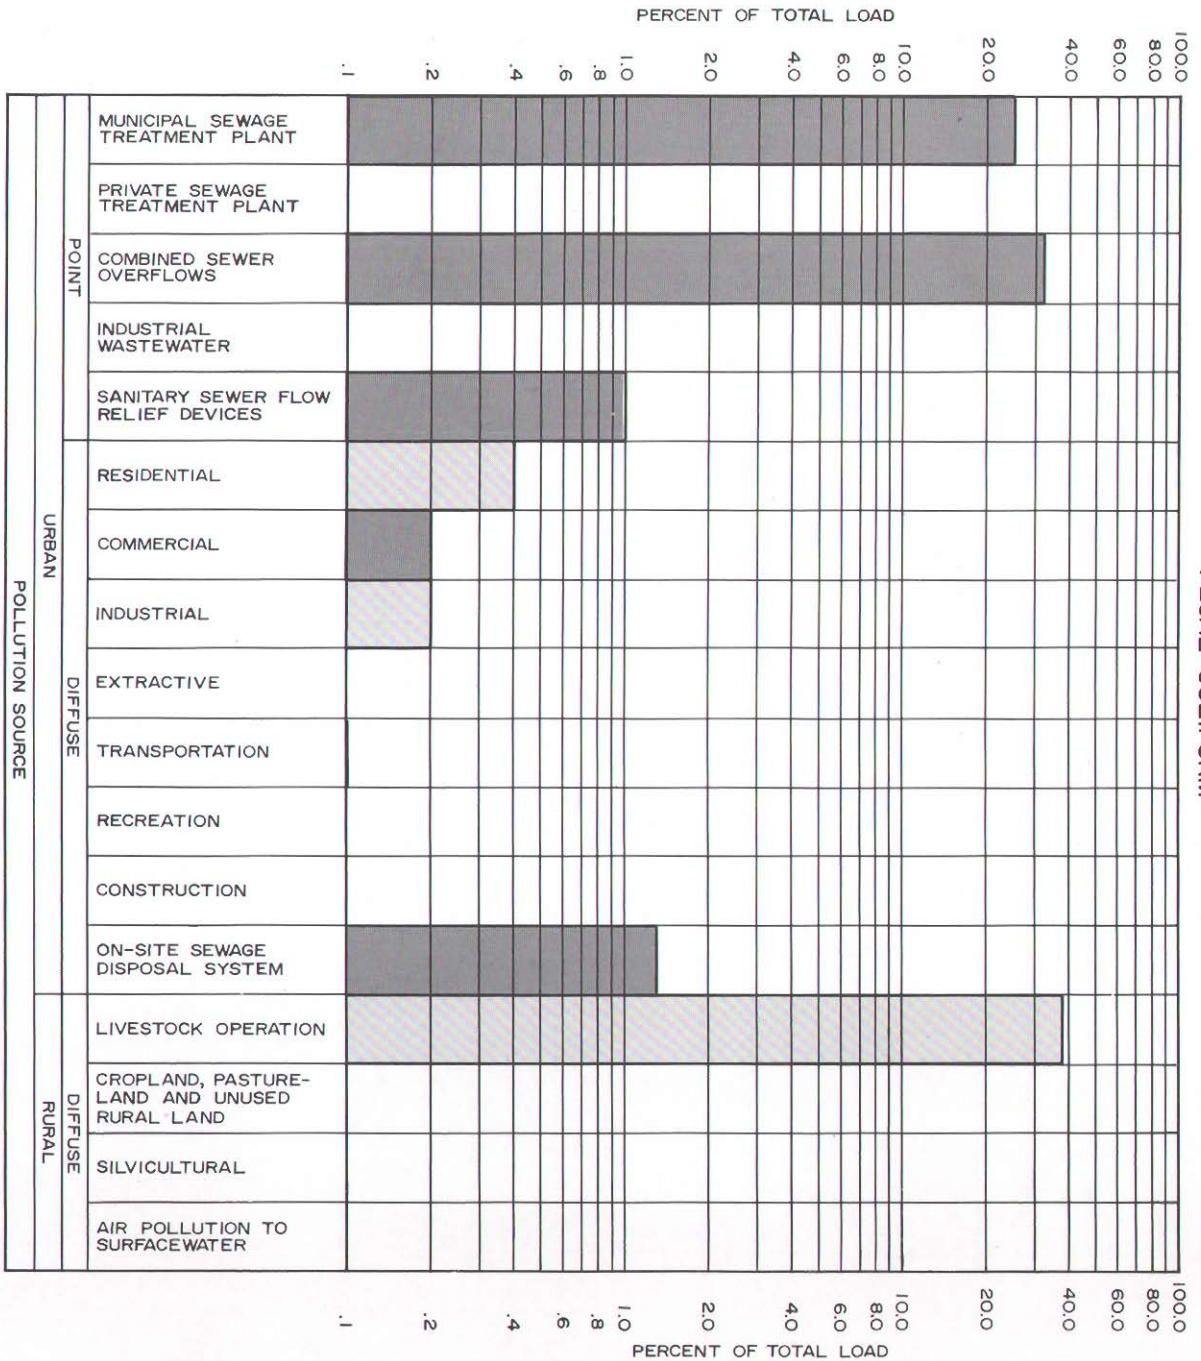 PERCENT OF TOTAL LOAD
.1
.2
.4
.6
.8
1.0
2.0
4.0
6.0
8.0
10.0
20.0
40.0
60.0
80.0
100.0
POLLUTION SOURCE
URBAN
RURAL
POINT
DIFFUSE
DIFFUSE
MUNICIPAL SEWAGE
TREATMENT PLANT
PRIVATE SEWAGE
TREATMENT PLANT
COMBINED SEWER
OVERFLOWS
INDUSTRIAL
WASTEWATER
SANITARY SEWER FLOW
RELIEF DEVICES
RESIDENTIAL
COMMERCIAL
INDUSTRIAL
EXTRACTIVE
TRANSPORTATION
RECREATION
CONSTRUCTION
ON-SITE SEWAGE
DISPOSAL SYSTEM
LIVESTOCK OPERATION
CROPLAND, PASTURE-
LAND AND UNUSED
RURAL LAND
SILVICULTURAL
AIR POLLUTION TO
SURFACEWATER
.1
.2
.4
.6
.8
1.0
2.0
4.0
6.0
8.0
10.0
20.0
40.0
60.0
80.0
100.0
PERCENT OF TOTAL LOAD